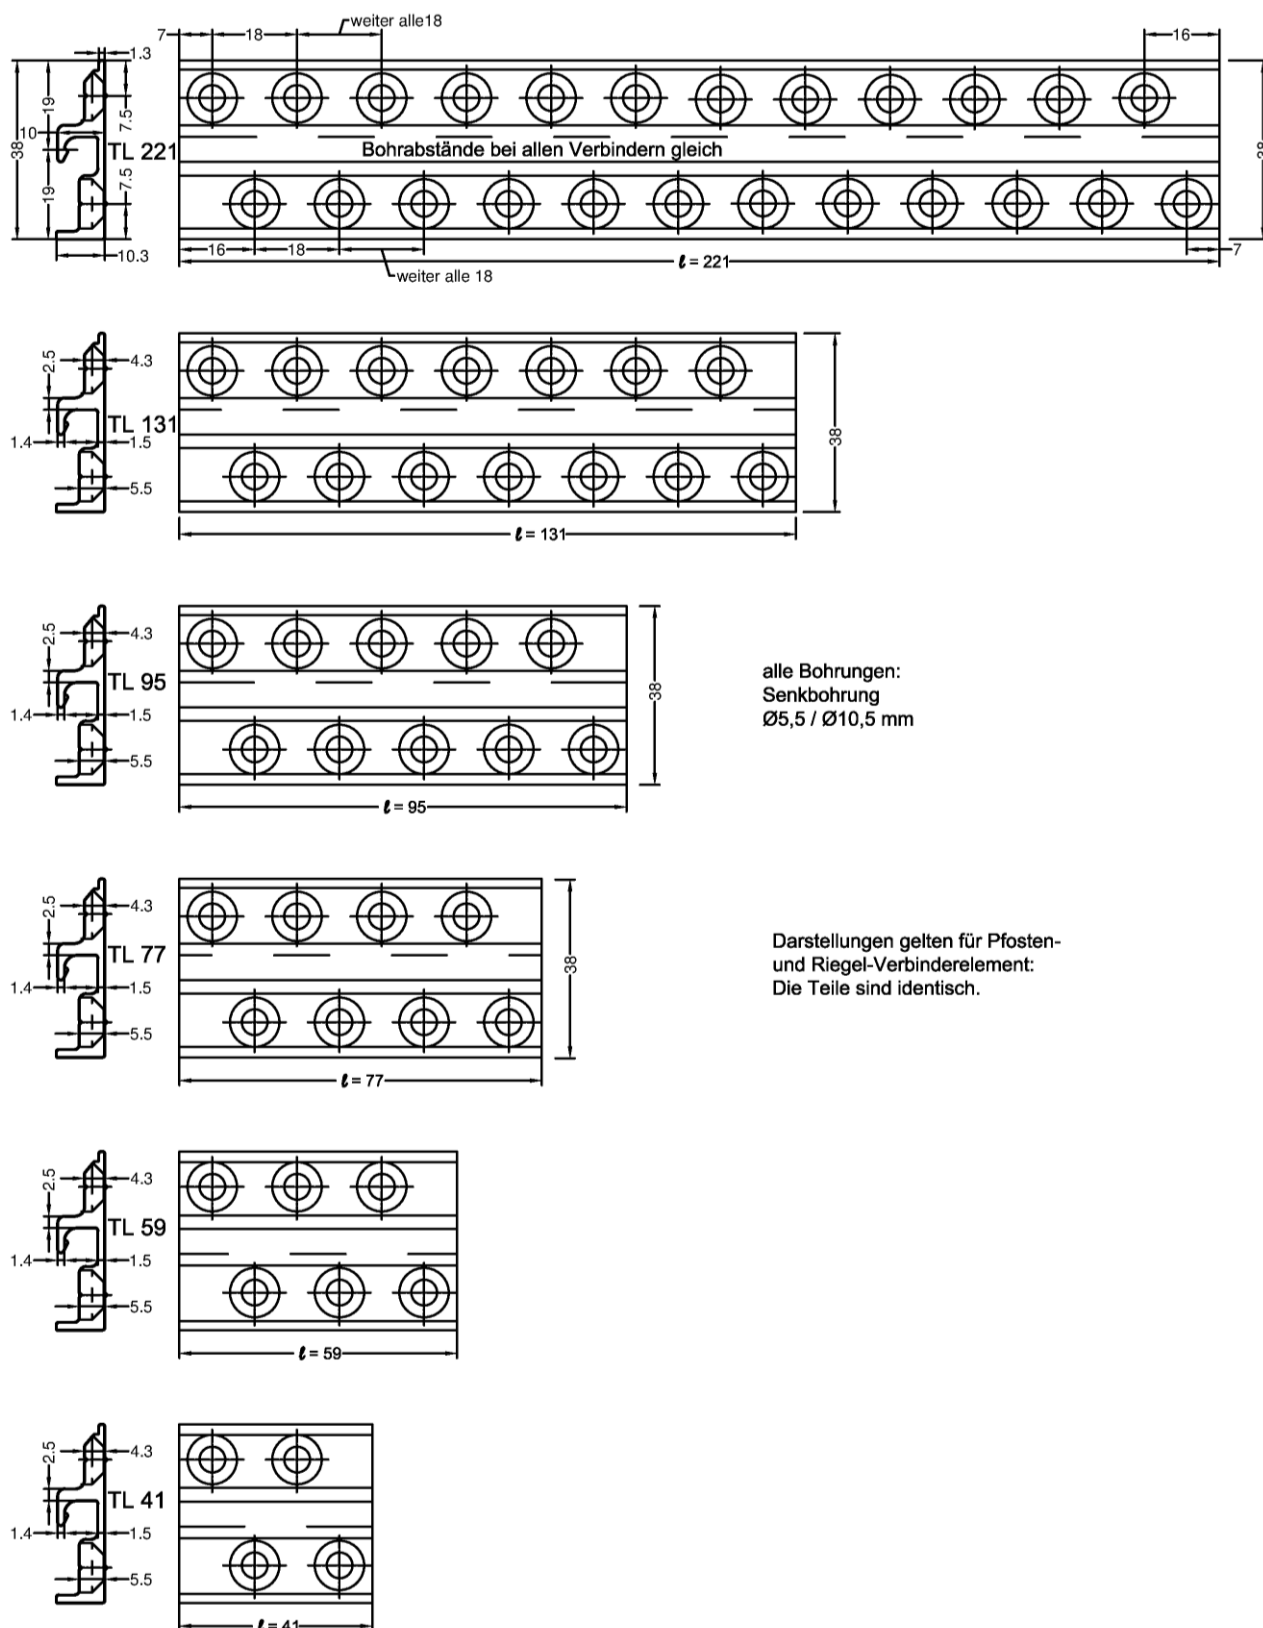 7
18
weiter alle18
16
1.3
38
19
10
7.5
TL 221
Bohrabstände bei allen Verbindern gleich
38
19
7.5
10.3
16
18
weiter alle 18
ℓ = 221
7
2.5
4.3
TL 131
1.4
1.5
5.5
38
ℓ = 131
2.5
4.3
TL 95
1.4
1.5
5.5
38
ℓ = 95
alle Bohrungen:
Senkbohrung
Ø5,5 / Ø10,5 mm
2.5
4.3
TL 77
1.4
1.5
5.5
38
ℓ = 77
Darstellungen gelten für Pfosten-
und Riegel-Verbinderelement:
Die Teile sind identisch.
2.5
4.3
TL 59
1.4
1.5
5.5
ℓ = 59
2.5
4.3
TL 41
1.4
1.5
5.5
ℓ = 41